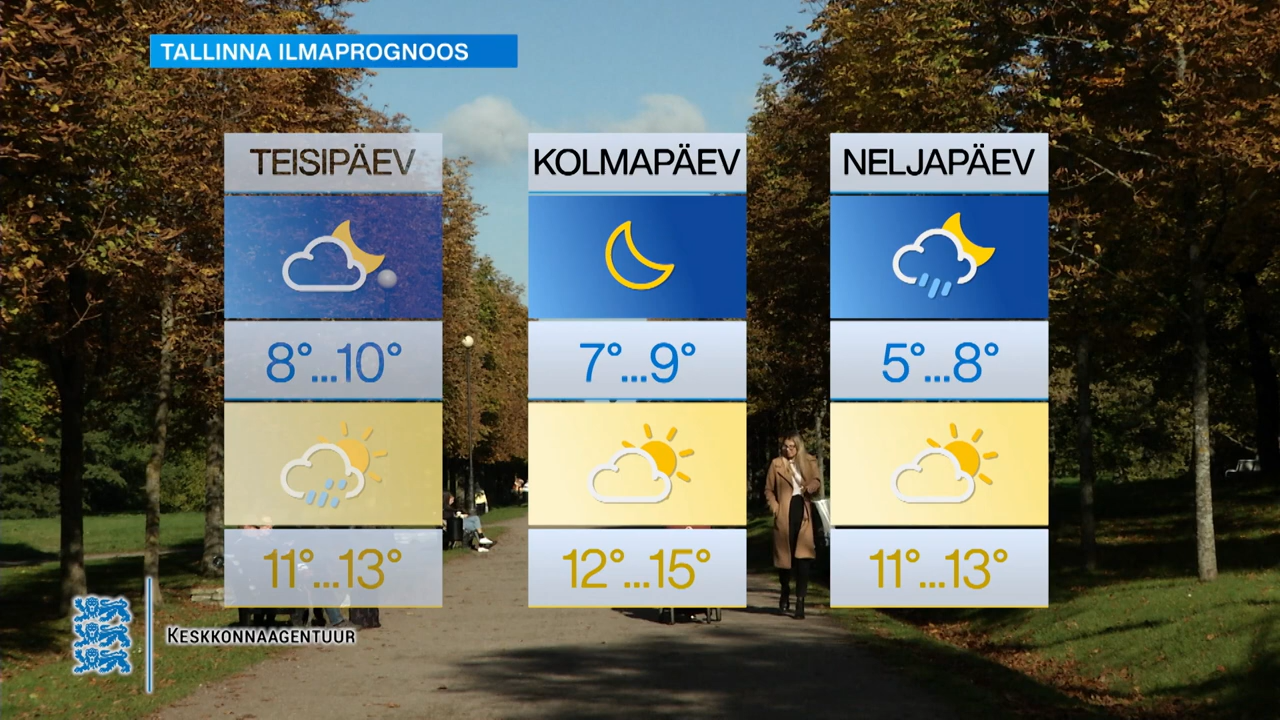 TALLINNA ILMAPROGNOOS
TEISIPÄEV
8°...10°
11°...13°
KOLMAPÄEV
7°...9°
12°...15°
NELJAPÄEV
5°...8°
11°...13°
KESKKONNAAGENTUUR